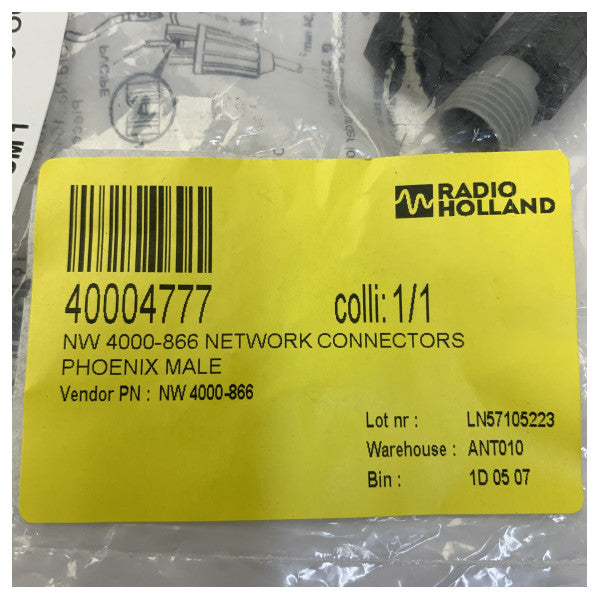 RADIO
HOLLAND
40004777 colli: 1/1
NW 4000-866 NETWORK CONNECTORS
PHOENIX MALE
Vendor PN : NW 4000-866
Lot nr : LN57105223
Warehouse : ANT010
Bin : 1D 05 07